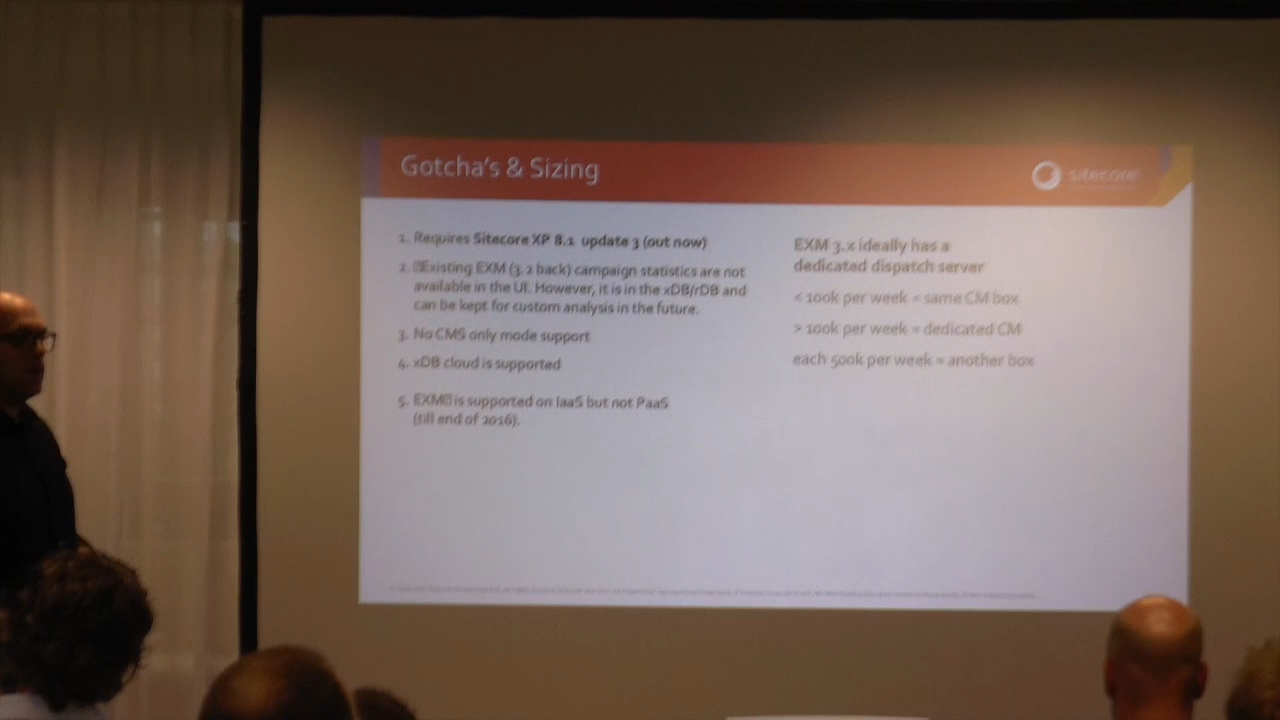 Gotcha's & Sizing
sitecore
1. Requires Sitecore XP 8.1 update 3 (out now)
2. Existing EXM (3.2 back) campaign statistics are not
available in the UI. However, it is in the xDB/rDB and
can be kept for custom analysis in the future.
3. No CMS only mode support
4. xDB cloud is supported
5. EXM is supported on IaaS but not PaaS
(till end of 2016).
EXM 3.x ideally has a
dedicated dispatch server
< 100k per week = same CM box
> 100k per week = dedicated CM
each 500k per week = another box